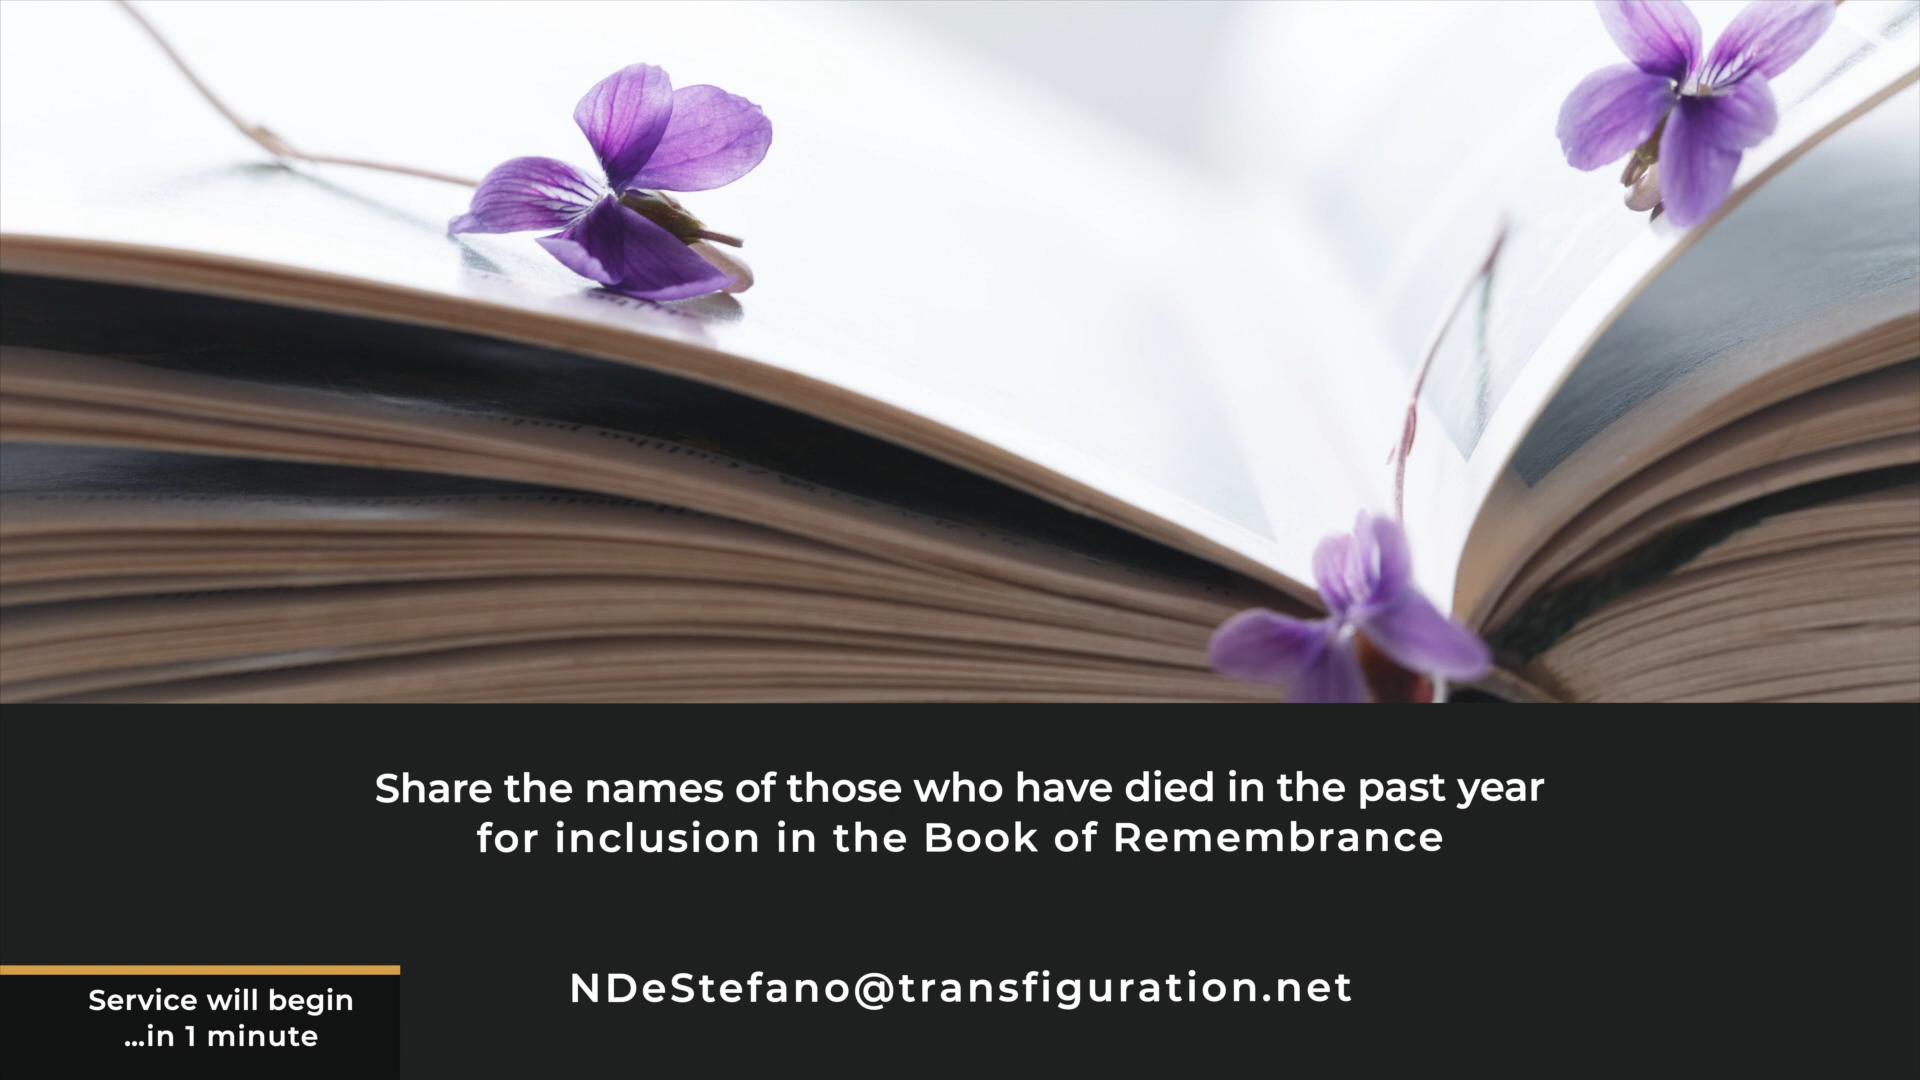 Share the names of those who have died in the past year
for inclusion in the Book of Remembrance
NDeStefano@transfiguration.net
Service will begin
...in 1 minute